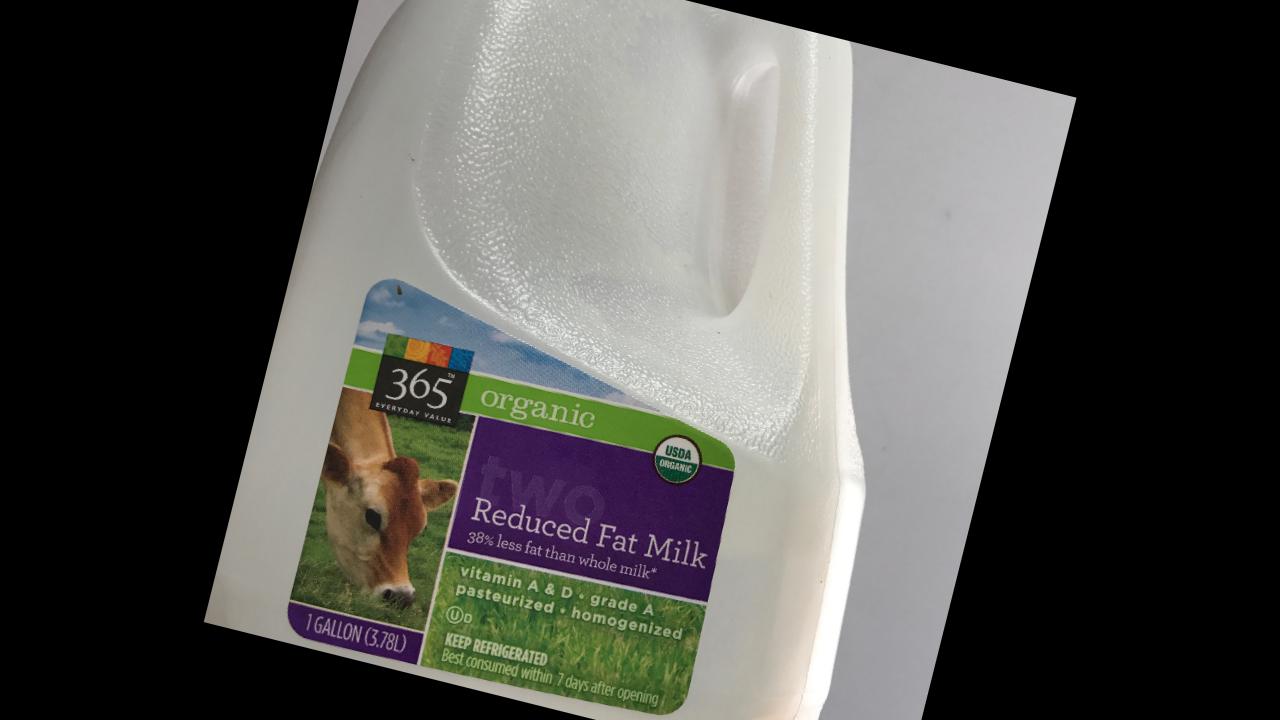 365™
EVERYDAY VALUE
organic
USDA
ORGANIC
two
Reduced Fat Milk
38% less fat than whole milk*
vitamin A & D • grade A
pasteurized • homogenized
U D
KEEP REFRIGERATED
Best consumed within 7 days after opening
1 GALLON (3.78L)